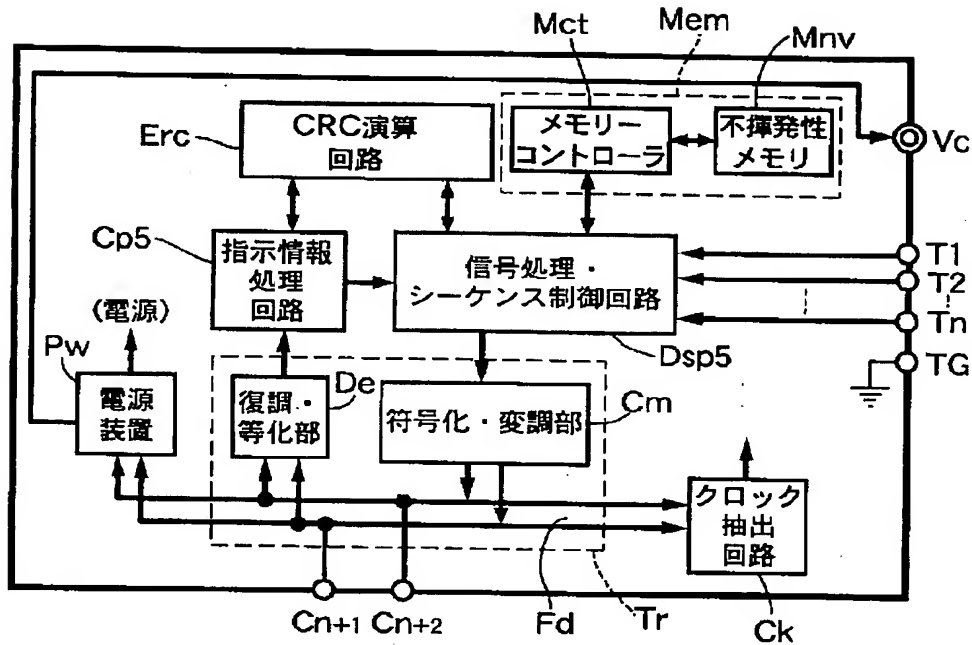 Mct
Mem
Mnv
Erc
CRC演算
回路
メモリー
コントローラ
不揮発性
メモリ
Vc
Cp5
指示情報
処理
回路
信号処理・
シーケンス制御回路
T1
T2
Tn
TG
(電源)
Pw
電源
装置
De
復調・
等化部
Dsp5
符号化・変調部
Cm
クロック
抽出
回路
Cn+1
Cn+2
Fd
Tr
Ck